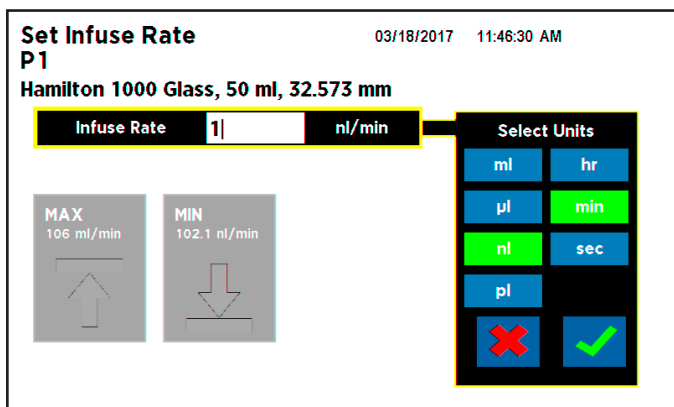 Set Infuse Rate
03/18/2017 11:46:30 AM
P1
Hamilton 1000 Glass, 50 ml, 32.573 mm
Infuse Rate 1 nl/min
Select Units
ml hr
µl min
nl sec
pl
MAX
106 ml/min
MIN
102.1 nl/min